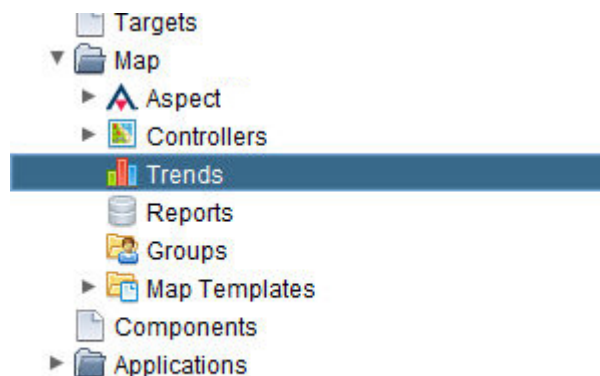 Targets
Map
Aspect
Controllers
Trends
Reports
Groups
Map Templates
Components
Applications